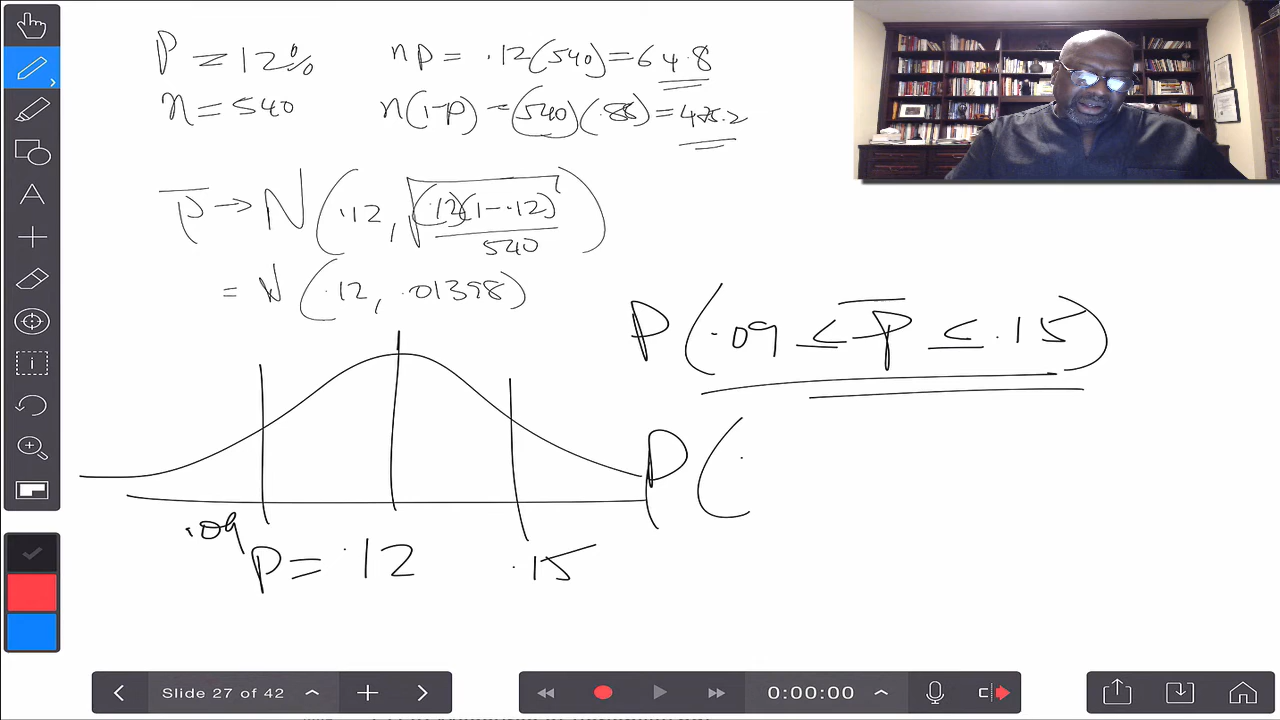 P = 12%
np = .12(540) = 64.8
n = 540
n(1-p) = (540)(.88) = 475.2
p̅ → N(.12, √(.12)(1-.12)
540
= N(.12, .01398)
P(.09 ≤ p̅ ≤ .15)
P(.
.09
P = .12
.15
Slide 27 of 42
0:00:00